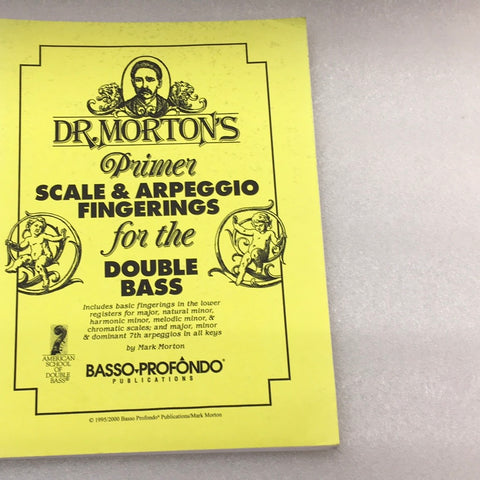 DR. MORTON'S
Primer
SCALE & ARPEGGIO
FINGERINGS
for the
DOUBLE
BASS
Includes basic fingerings in the lower
registers for major, natural minor,
harmonic minor, melodic minor, &
chromatic scales; and major, minor
& dominant 7th arpeggios in all keys
by Mark Morton
AMERICAN
SCHOOL
OF
DOUBLE
BASS
BASSO PROFÔNDO®
PUBLICATIONS
© 1995/2000 Basso Profondo® Publications/Mark Morton